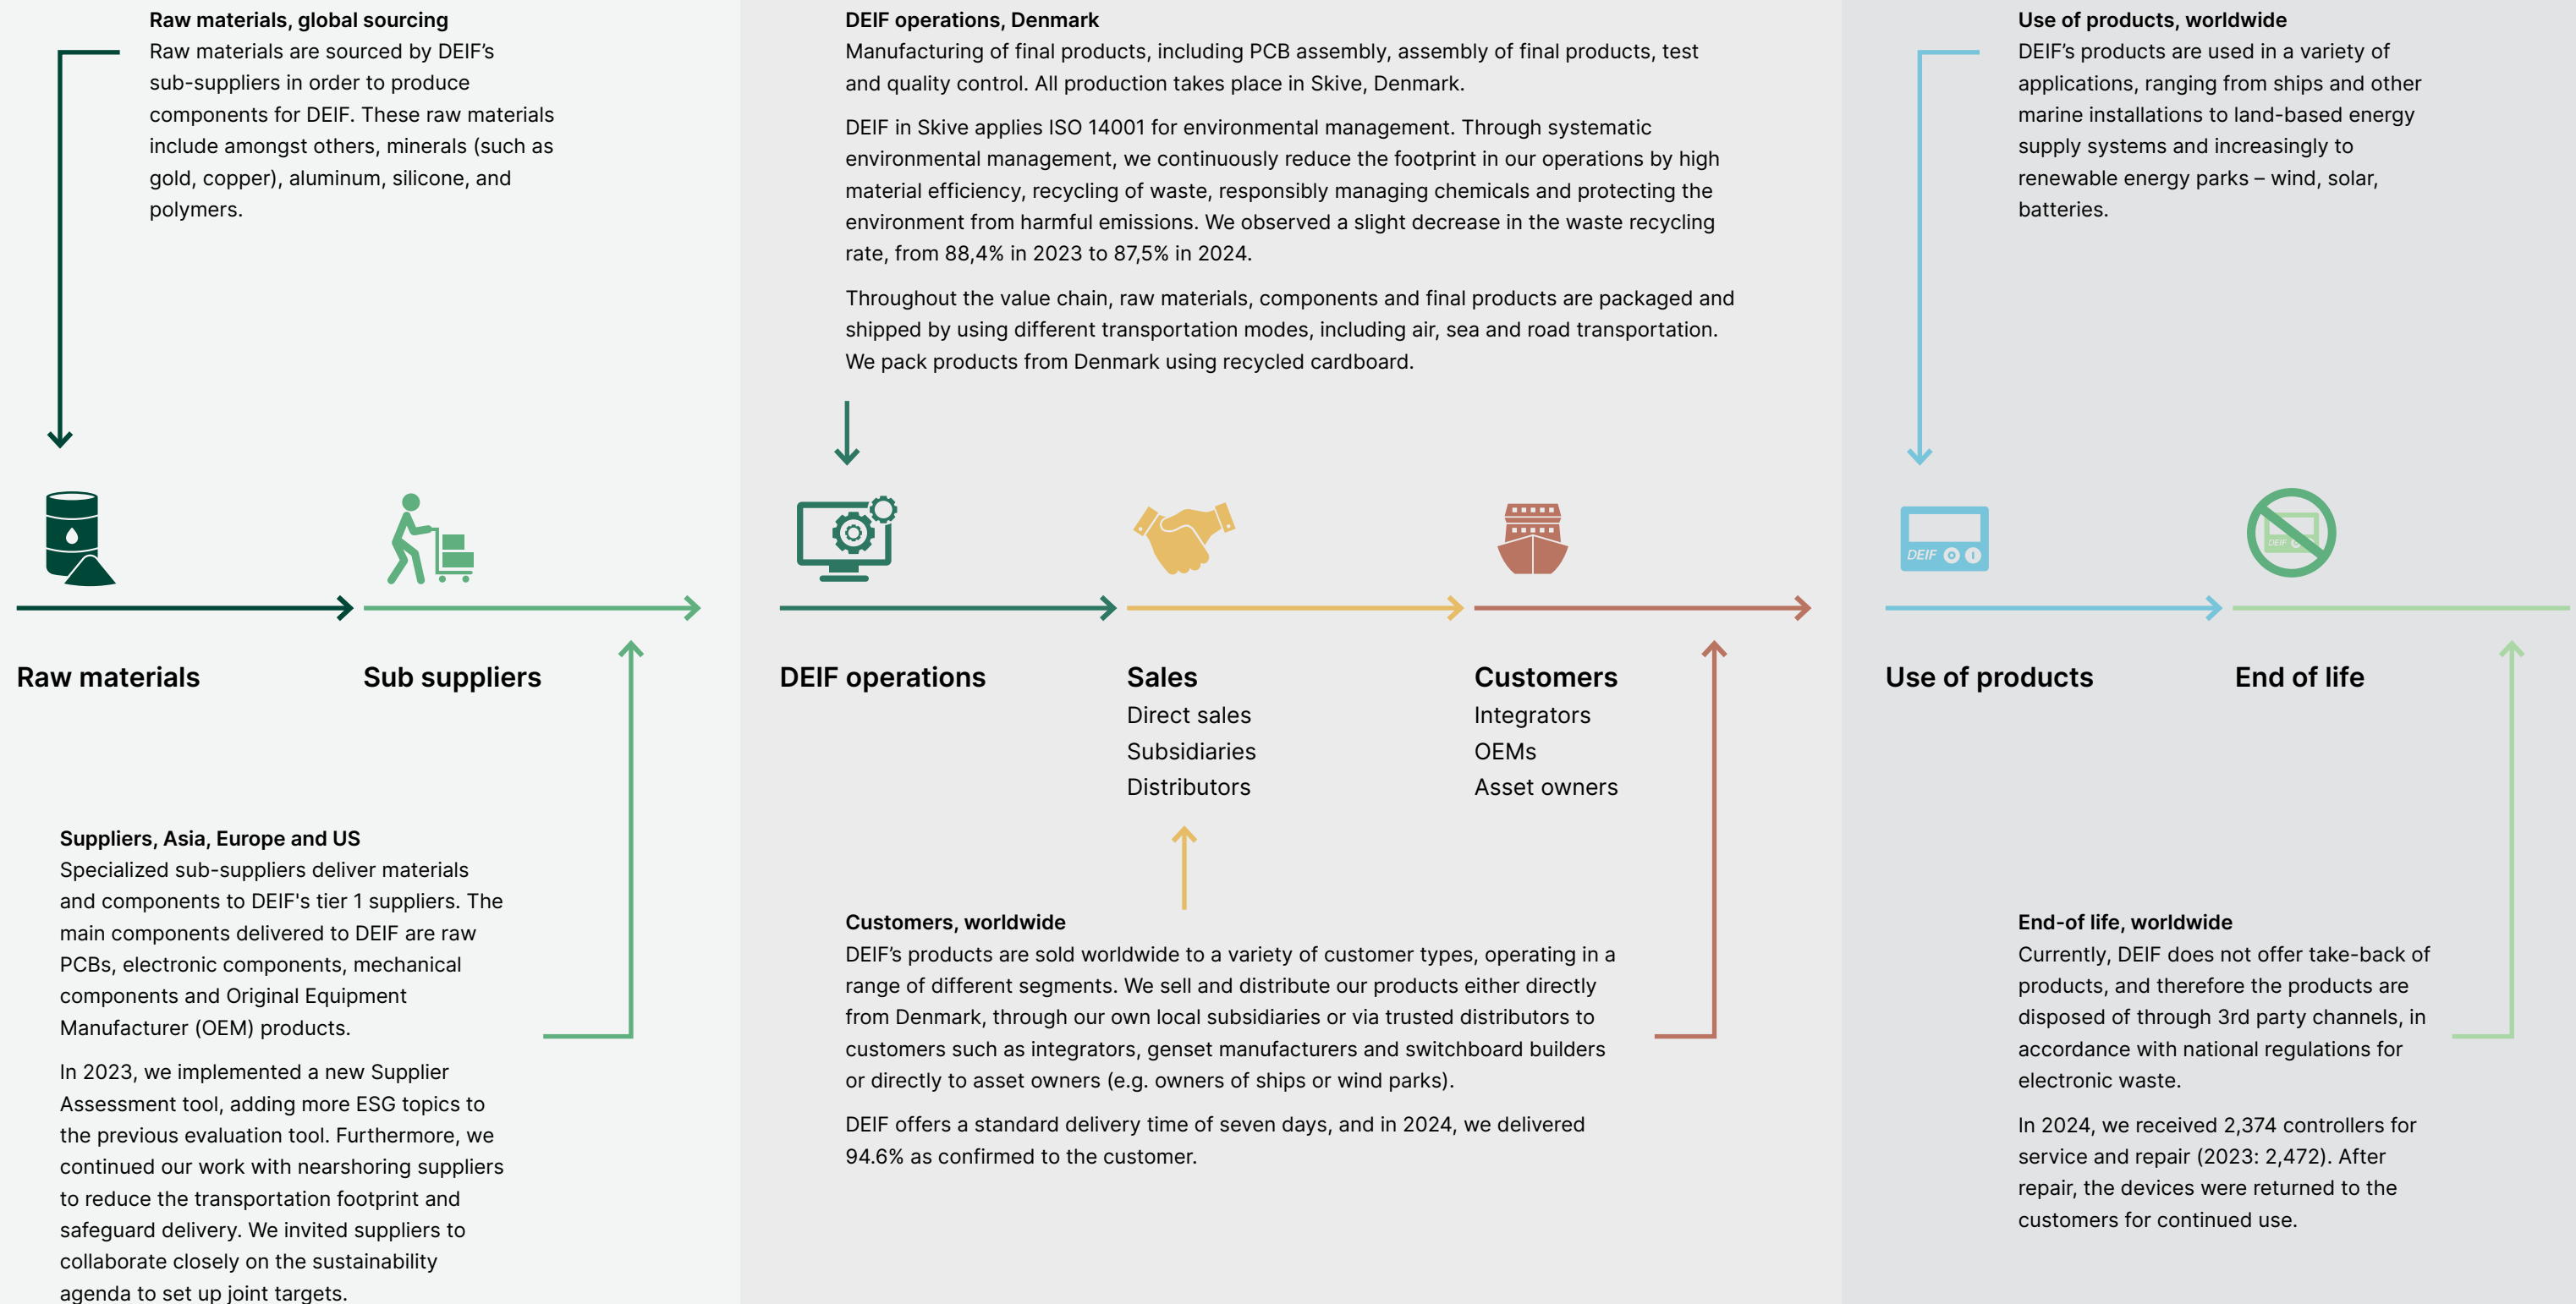 Raw materials, global sourcing
Raw materials are sourced by DEIF’s
sub-suppliers in order to produce
components for DEIF. These raw materials
include amongst others, minerals (such as
gold, copper), aluminum, silicone, and
polymers.
DEIF operations, Denmark
Manufacturing of final products, including PCB assembly, assembly of final products, test
and quality control. All production takes place in Skive, Denmark.
DEIF in Skive applies ISO 14001 for environmental management. Through systematic
environmental management, we continuously reduce the footprint in our operations by high
material efficiency, recycling of waste, responsibly managing chemicals and protecting the
environment from harmful emissions. We observed a slight decrease in the waste recycling
rate, from 88,4% in 2023 to 87,5% in 2024.
Throughout the value chain, raw materials, components and final products are packaged and
shipped by using different transportation modes, including air, sea and road transportation.
We pack products from Denmark using recycled cardboard.
Use of products, worldwide
DEIF’s products are used in a variety of
applications, ranging from ships and other
marine installations to land-based energy
supply systems and increasingly to
renewable energy parks – wind, solar,
batteries.
DEIF
DEIF
Raw materials
Sub suppliers
DEIF operations
Sales
Direct sales
Subsidiaries
Distributors
Customers
Integrators
OEMs
Asset owners
Use of products
End of life
Suppliers, Asia, Europe and US
Specialized sub-suppliers deliver materials
and components to DEIF's tier 1 suppliers. The
main components delivered to DEIF are raw
PCBs, electronic components, mechanical
components and Original Equipment
Manufacturer (OEM) products.
In 2023, we implemented a new Supplier
Assessment tool, adding more ESG topics to
the previous evaluation tool. Furthermore, we
continued our work with nearshoring suppliers
to reduce the transportation footprint and
safeguard delivery. We invited suppliers to
collaborate closely on the sustainability
agenda to set up joint targets.
Customers, worldwide
DEIF’s products are sold worldwide to a variety of customer types, operating in a
range of different segments. We sell and distribute our products either directly
from Denmark, through our own local subsidiaries or via trusted distributors to
customers such as integrators, genset manufacturers and switchboard builders
or directly to asset owners (e.g. owners of ships or wind parks).
DEIF offers a standard delivery time of seven days, and in 2024, we delivered
94.6% as confirmed to the customer.
End-of life, worldwide
Currently, DEIF does not offer take-back of
products, and therefore the products are
disposed of through 3rd party channels, in
accordance with national regulations for
electronic waste.
In 2024, we received 2,374 controllers for
service and repair (2023: 2,472). After
repair, the devices were returned to the
customers for continued use.